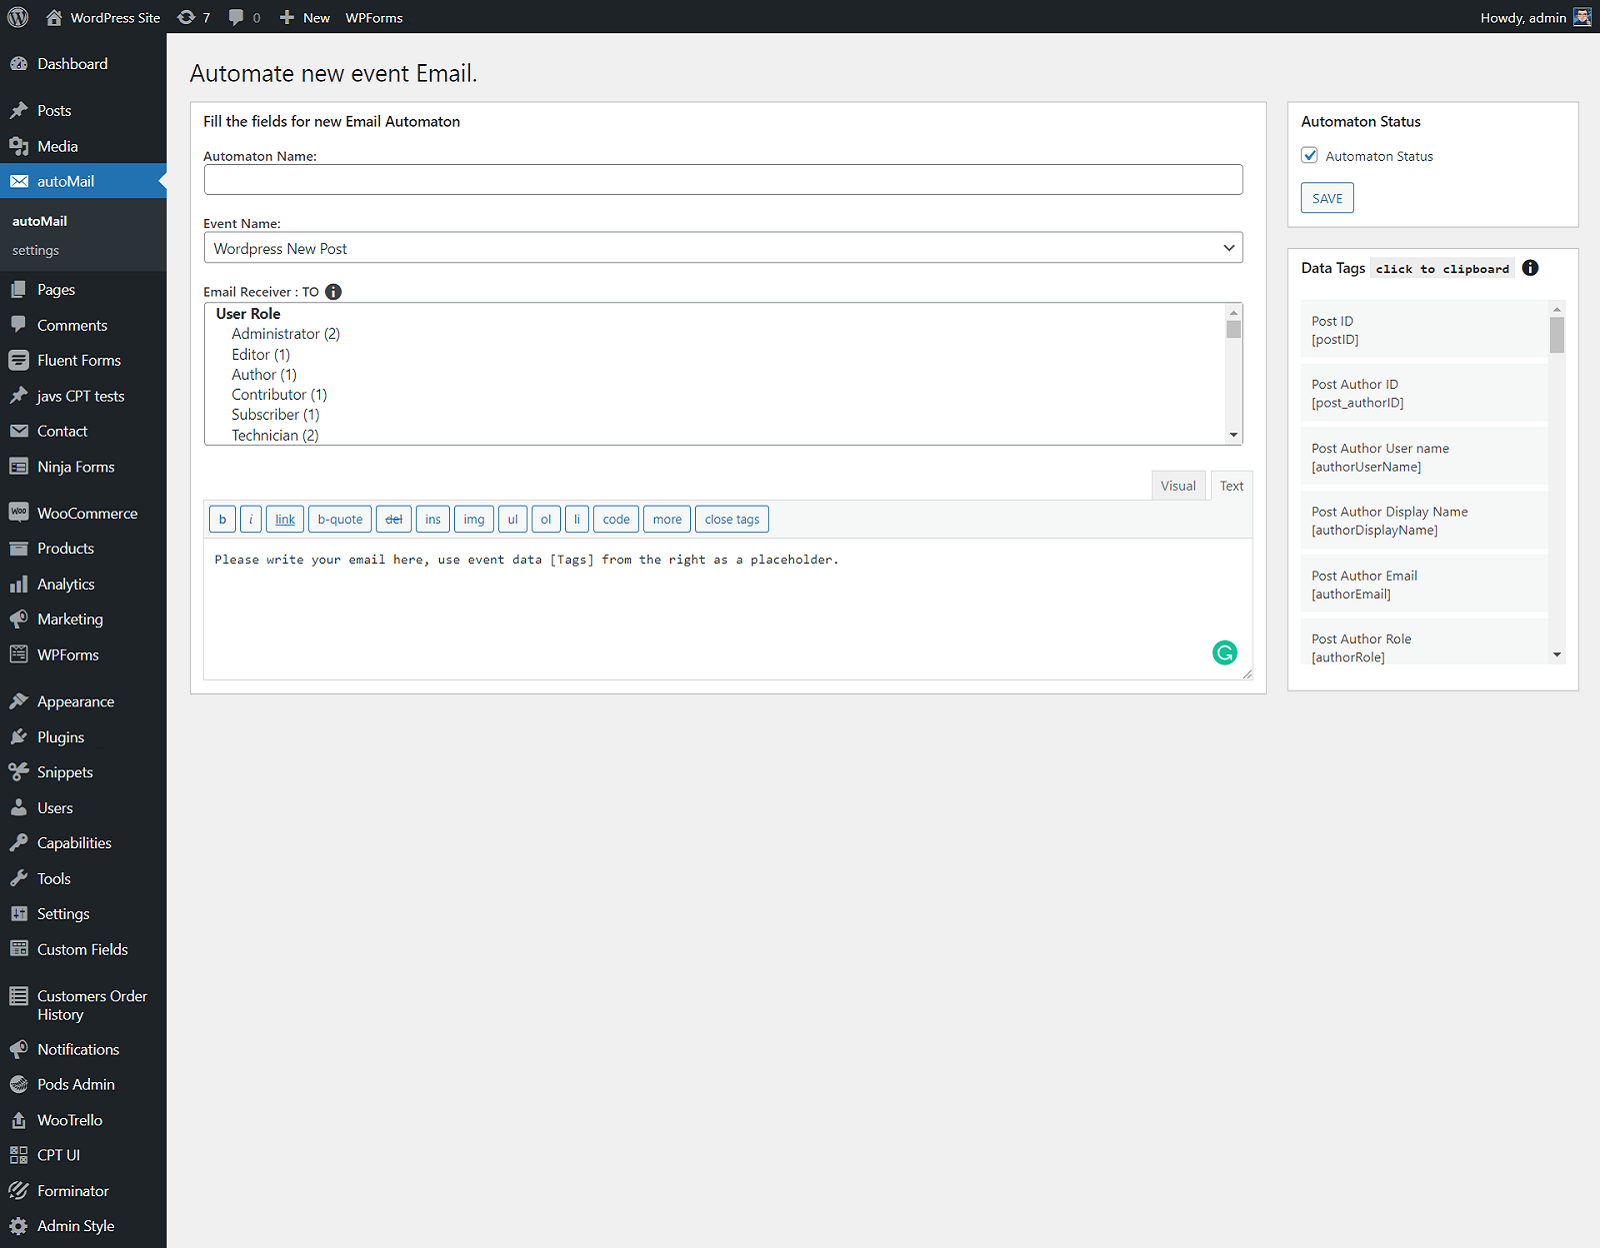 WordPress Site 7 0 New WPForms Howdy, admin
Dashboard
Posts
Media
autoMail
autoMail
settings
Pages
Comments
Fluent Forms
javs CPT tests
Contact
Ninja Forms
Woo WooCommerce
Products
Analytics
Marketing
WPForms
Appearance
Plugins
Snippets
Users
Capabilities
Tools
Settings
Custom Fields
Customers Order
History
Notifications
Pods Admin
WooTrello
CPT UI
Forminator
Admin Style
Automate new event Email.
Fill the fields for new Email Automaton
Automaton Name:
Event Name:
Wordpress New Post
Email Receiver : TO
User Role
Administrator (2)
Editor (1)
Author (1)
Contributor (1)
Subscriber (1)
Technician (2)
Visual Text
b i link b-quote del ins img ul ol li code more close tags
Please write your email here, use event data [Tags] from the right as a placeholder.
Automaton Status
Automaton Status
SAVE
Data Tags click to clipboard
Post ID
[postID]
Post Author ID
[post_authorID]
Post Author User name
[authorUserName]
Post Author Display Name
[authorDisplayName]
Post Author Email
[authorEmail]
Post Author Role
[authorRole]